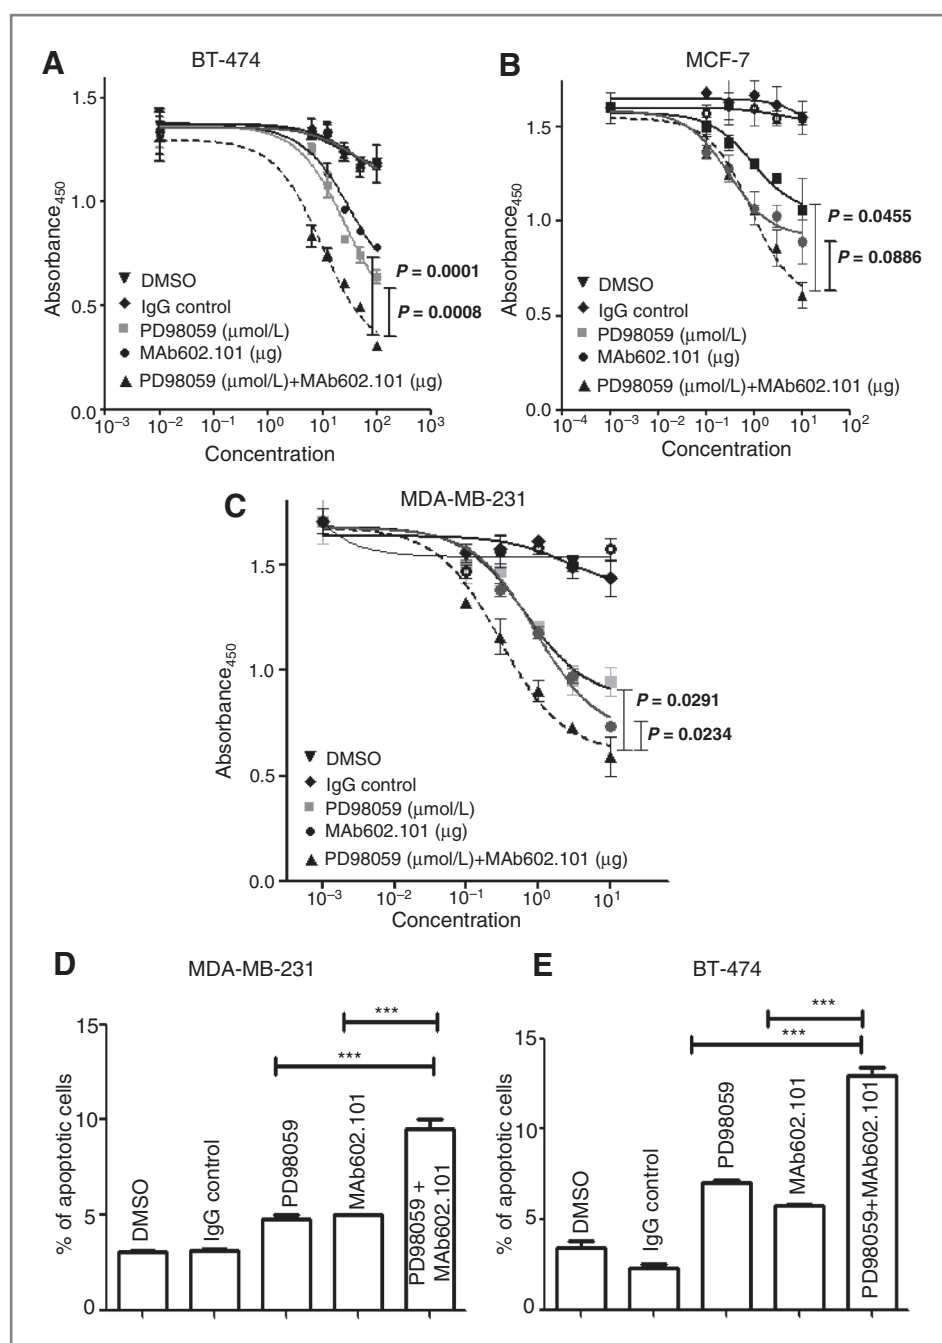 A
BT-474
1.5
1.0
0.5
0.0
Absorbance450
DMSO
IgG control
PD98059 (μmol/L)
MAb602.101 (μg)
PD98059 (μmol/L)+MAb602.101 (μg)
P = 0.0001
P = 0.0008
10−3 10−2 10−1 100 101 102 103
Concentration
B
MCF-7
1.5
1.0
0.5
0.0
Absorbance450
DMSO
IgG control
PD98059 (μmol/L)
MAb602.101 (μg)
PD98059 (μmol/L)+MAb602.101 (μg)
P = 0.0455
P = 0.0886
10−4 10−3 10−2 10−1 100 101 102
Concentration
C
MDA-MB-231
1.5
1.0
0.5
0.0
Absorbance450
DMSO
IgG control
PD98059 (μmol/L)
MAb602.101 (μg)
PD98059 (μmol/L)+MAb602.101 (μg)
P = 0.0291
P = 0.0234
10−3 10−2 10−1 100 101
Concentration
D
MDA-MB-231
***
***
15
10
5
0
% of apoptotic cells
DMSO
IgG control
PD98059
MAb602.101
PD98059 +
MAb602.101
E
BT-474
***
***
15
10
5
0
% of apoptotic cells
DMSO
IgG control
PD98059
MAb602.101
PD98059+MAb602.101